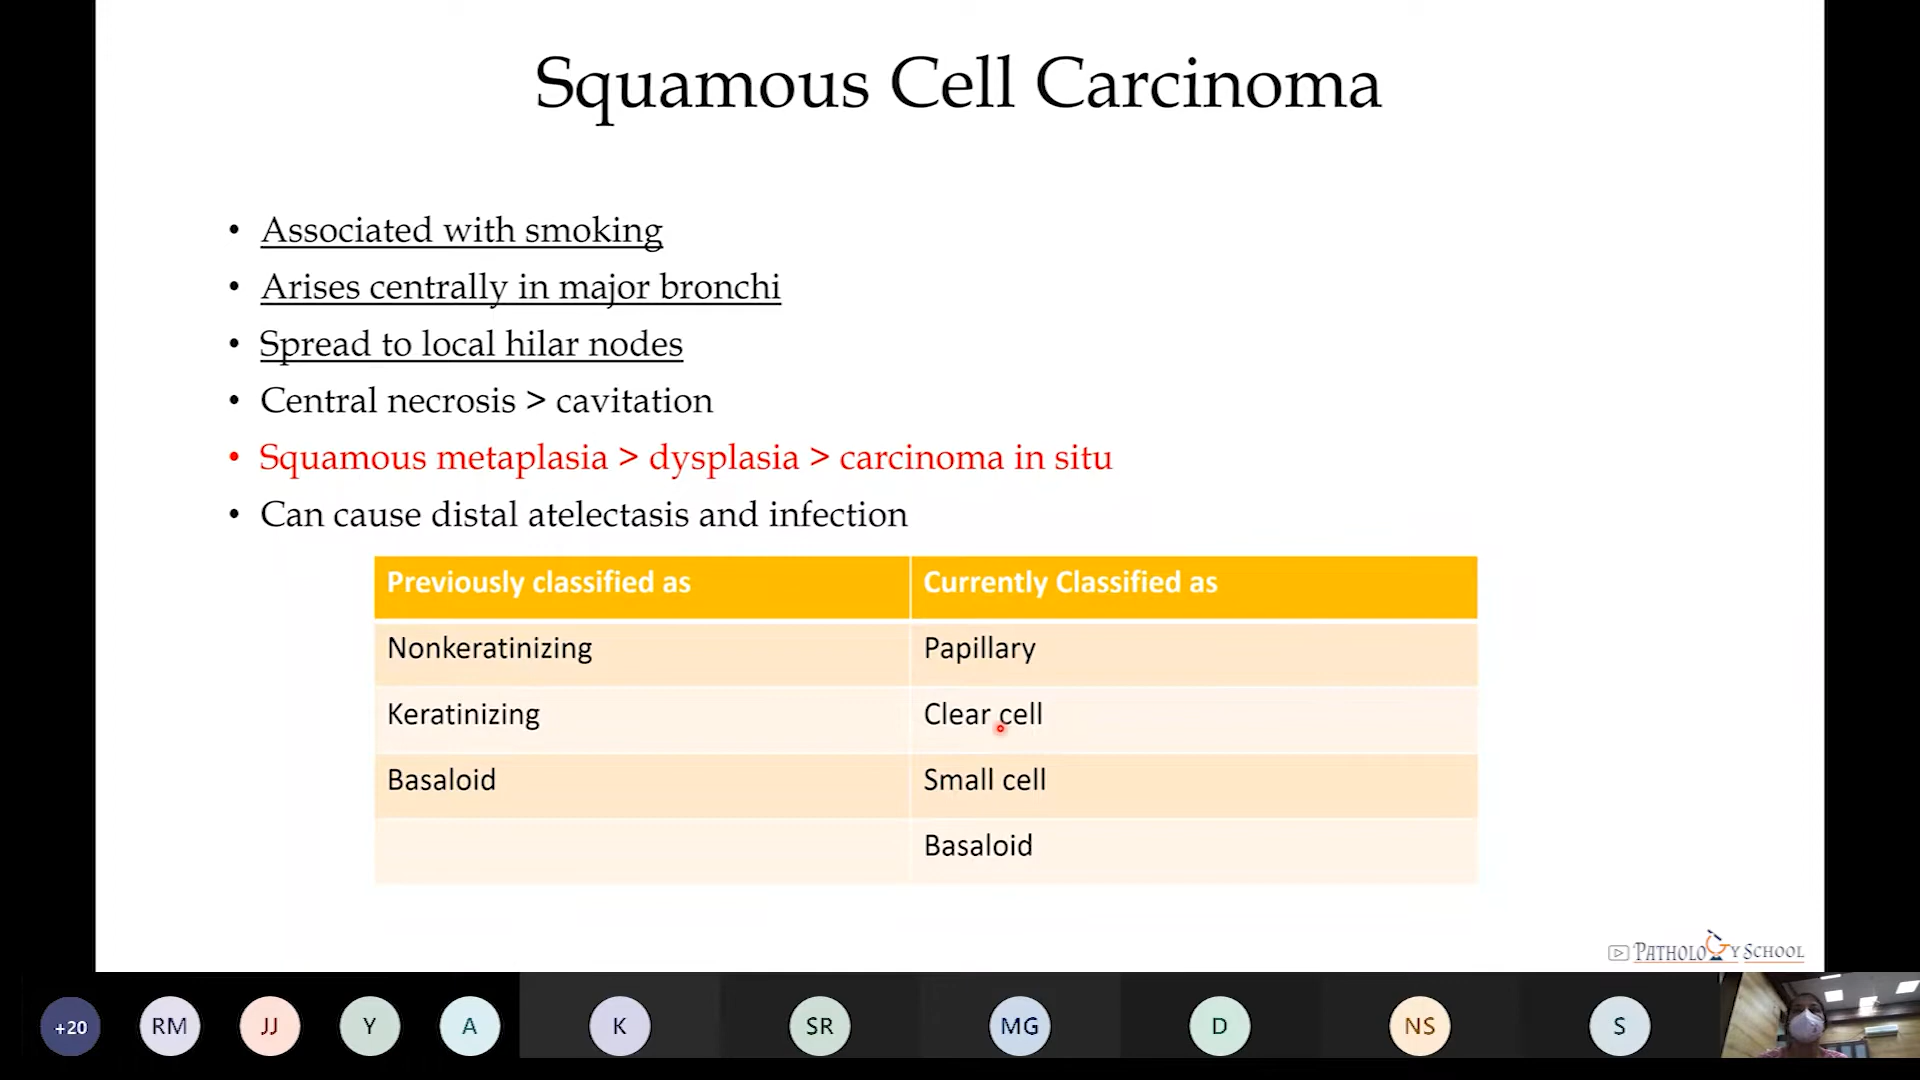 Squamous Cell Carcinoma
• Associated with smoking
• Arises centrally in major bronchi
• Spread to local hilar nodes
• Central necrosis > cavitation
• Squamous metaplasia > dysplasia > carcinoma in situ
• Can cause distal atelectasis and infection
Previously classified as Currently Classified as
Nonkeratinizing Papillary
Keratinizing Clear cell
Basaloid Small cell
Basaloid
PATHOLOGY SCHOOL
+20 RM JJ Y A K SR MG D NS S